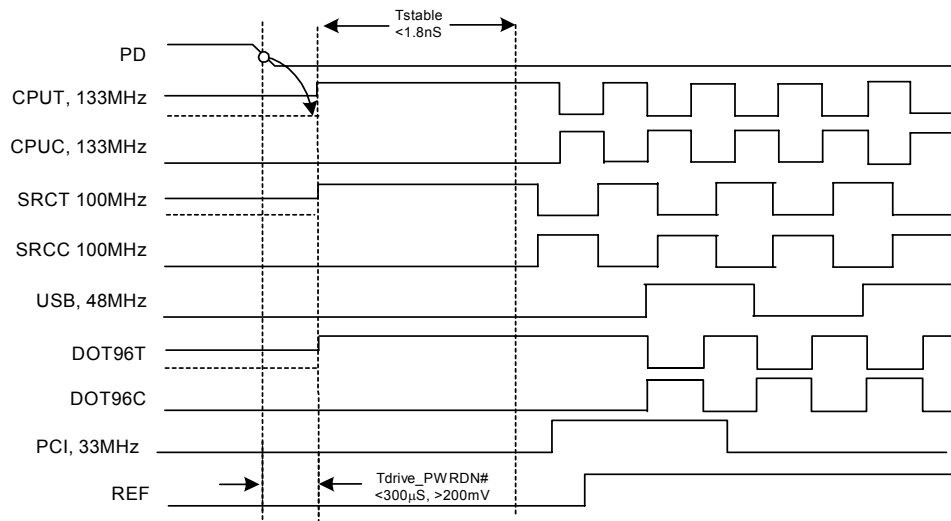 Tstable
<1.8nS
PD
CPUT, 133MHz
CPUC, 133MHz
SRCT 100MHz
SRCC 100MHz
USB, 48MHz
DOT96T
DOT96C
PCI, 33MHz
Tdrive_PWRDN#
<300µS, >200mV
REF